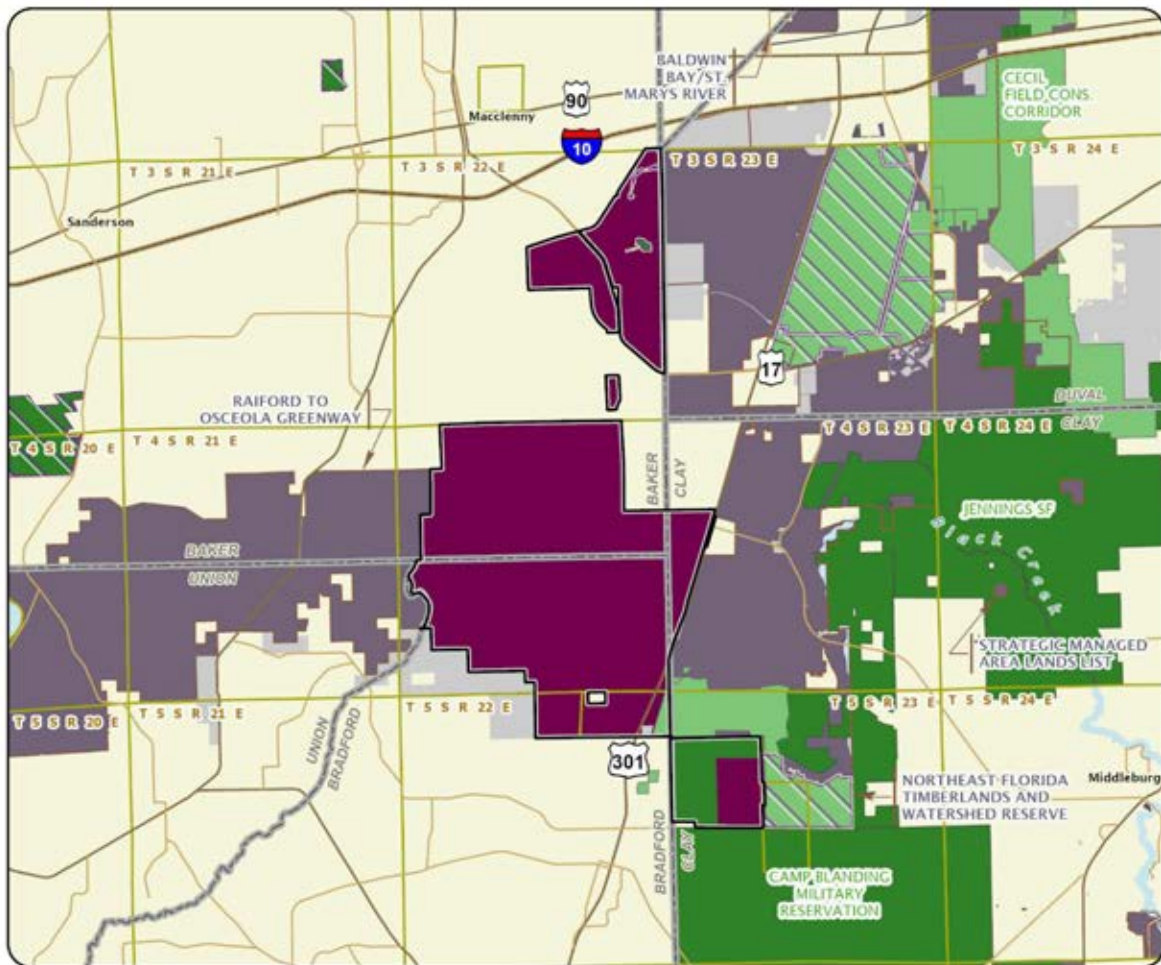 BALDWIN
BAY/ST.
MARYS RIVER
CECIL
FIELD CONS.
CORRIDOR
90
Macclenny
10
T 3 S R 21 E
T 3 S R 22 E
T 3 S R 23 E
T 3 S R 24 E
Sanderson
17
RAIFORD TO
OSCEOLA GREENWAY
DUVAL
CLAY
T 4 S R 20 E
T 4 S R 21 E
T 4 S R 23 E
T 4 S R 24 E
BAKER
CLAY
JENNINGS SF
Black Creek
BAKER
UNION
STRATEGIC MANAGED
AREA LANDS LIST
T 5 S R 20 E
T 5 S R 21 E
T 5 S R 22 E
T 5 S R 23 E
T 5 S R 24 E
UNION
BRADFORD
301
NORTHEAST FLORIDA
TIMBERLANDS AND
WATERSHED RESERVE
Middleburg
BRADFORD
CLAY
CAMP BLANDING
MILITARY
RESERVATION